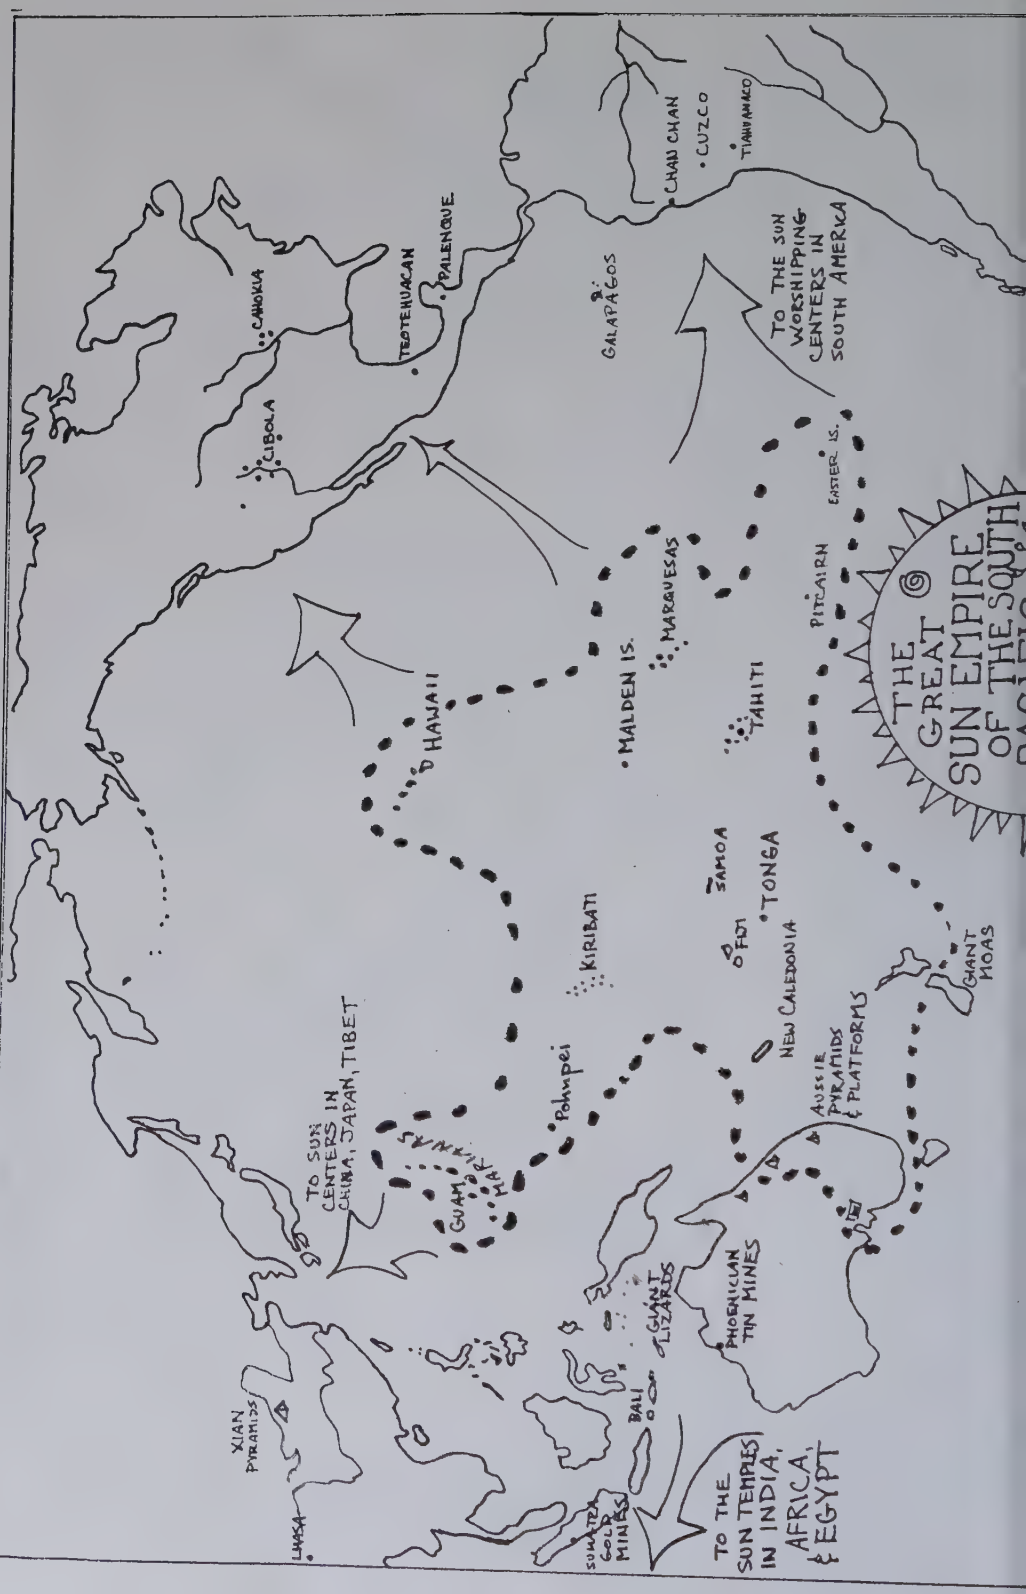 LHASA
XIAN
PYRAMIDS
TO SUN
CENTERS IN
CHINA, JAPAN, TIBET
CIBOLA
CAHOKIA
TEOTEHUACAN
PALENQUE
HAWAII
GUAM
MAR
Pohnpei
KIRIBATI
MALDEN IS.
MARQUESAS
GALAPAGOS
CHAN CHAN
CUZCO
TIAHUANACO
SUMATRA
GOLD
MINES
BALI
GIANT
LIZARDS
PHOENICIAN
TIN MINES
NEW CALEDONIA
FIJI
SAMOA
TONGA
TAHITI
PITCAIRN
EASTER IS.
TO THE SUN
WORSHIPPING
CENTERS IN
SOUTH AMERICA
TO THE
SUN TEMPLES
IN INDIA,
AFRICA,
& EGYPT
AUSSIE
PYRAMIDS
& PLATFORMS
GIANT
MOAS
THE
GREAT
SUN EMPIRE
OF THE SOUTH